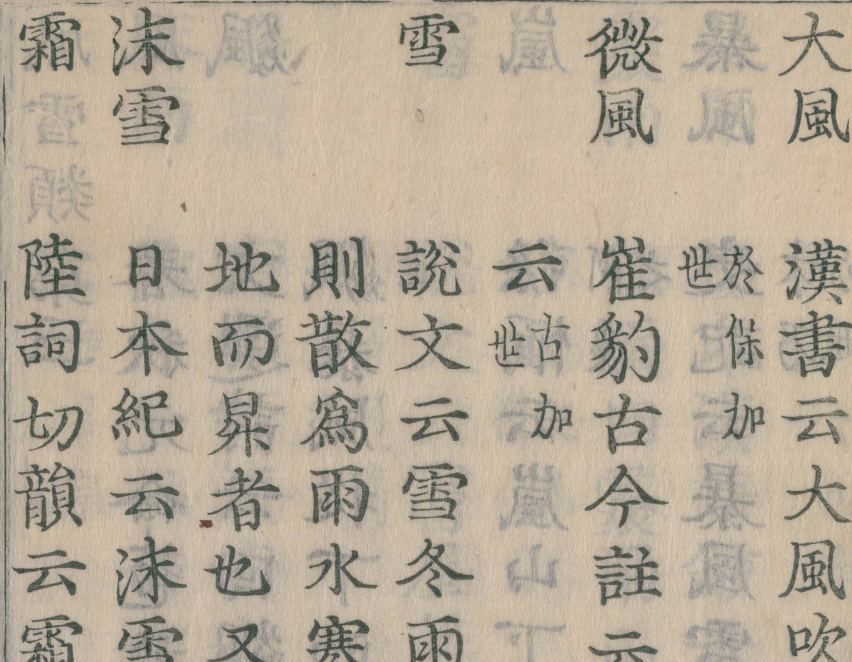 大風 漢書云大風吹
於保加
世
微風 崔豹古今註云
云古加
世
雪 說文云雪冬雨
則散爲雨水寒
地而昇者也又
沫雪 日本紀云沫雪
霜 陸詞切韻云霜